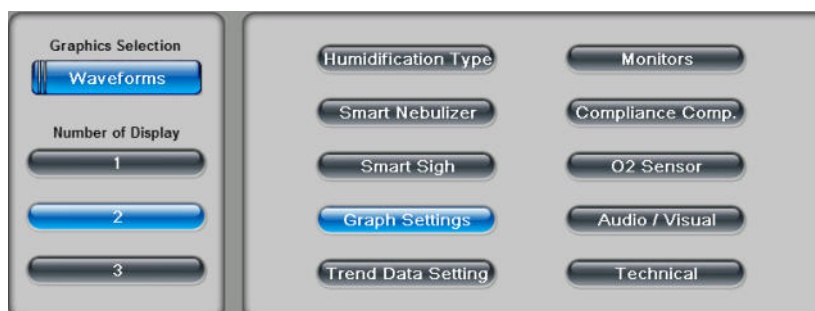 Graphics Selection
Waveforms
Number of Display
1
2
3
Humidification Type
Smart Nebulizer
Smart Sigh
Graph Settings
Trend Data Setting
Monitors
Compliance Comp.
O2 Sensor
Audio / Visual
Technical